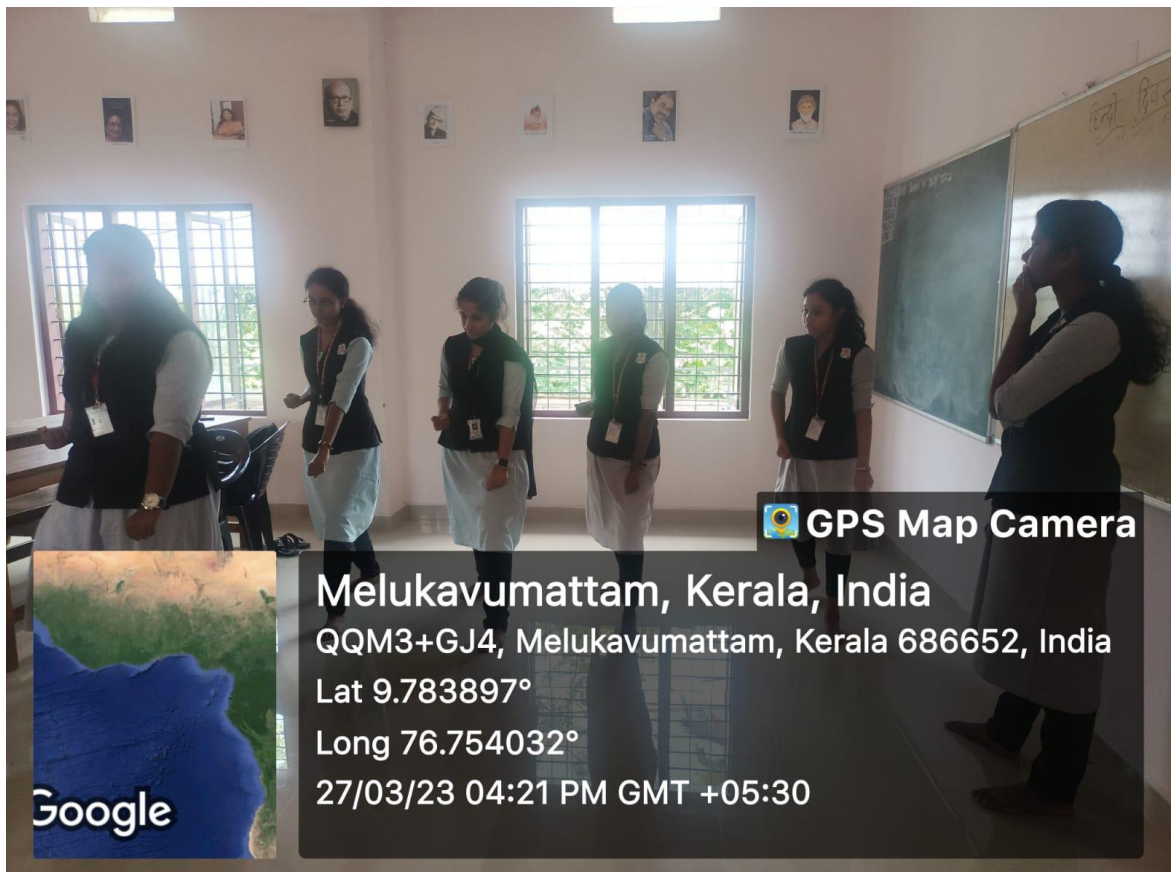 हिन्दी दिवस
GPS Map Camera
Melukavumattam, Kerala, India
QQM3+GJ4, Melukavumattam, Kerala 686652, India
Lat 9.783897°
Long 76.754032°
27/03/23 04:21 PM GMT +05:30
Google